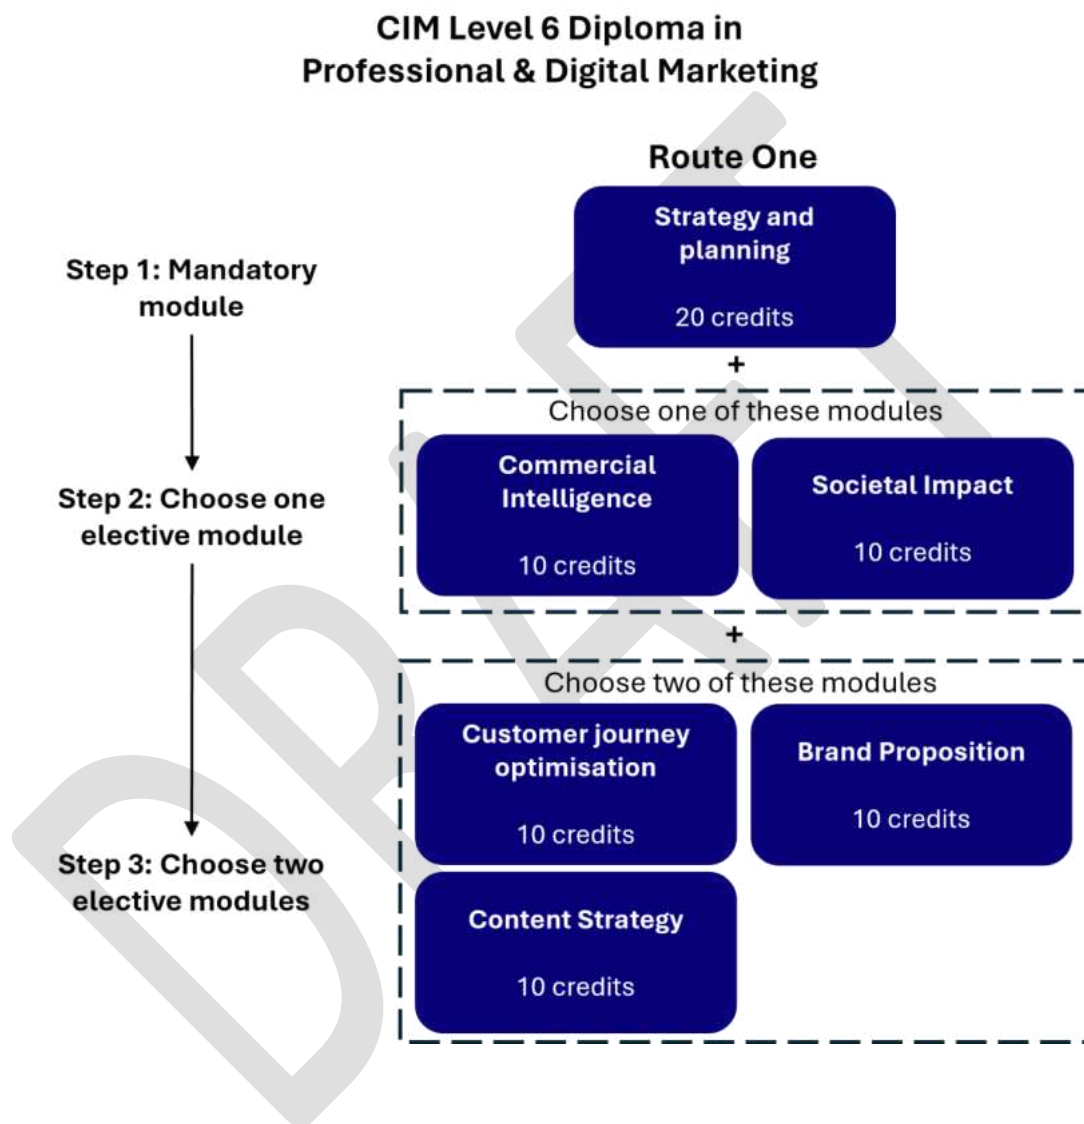 CIM Level 6 Diploma in
Professional & Digital Marketing
Route One
Strategy and
planning
20 credits
Step 1: Mandatory
module
+
Choose one of these modules
Commercial
Intelligence
10 credits
Societal Impact
10 credits
Step 2: Choose one
elective module
+
Choose two of these modules
Customer journey
optimisation
10 credits
Brand Proposition
10 credits
Step 3: Choose two
elective modules
Content Strategy
10 credits
DRAFT